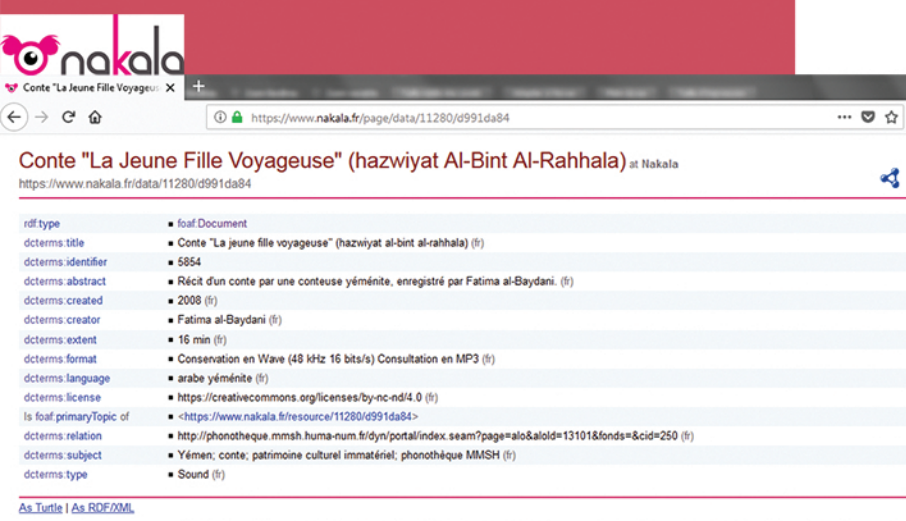 nakala
Conte "La Jeune Fille Voyageus
https://www.nakala.fr/page/data/11280/d991da84
Conte "La Jeune Fille Voyageuse" (hazwiyat Al-Bint Al-Rahhala) at Nakala
https://www.nakala.fr/data/11280/d991da84
rdf:type ▪ foaf:Document
dcterms:title ▪ Conte "La jeune fille voyageuse" (hazwiyat al-bint al-rahhala) (fr)
dcterms:identifier ▪ 5854
dcterms:abstract ▪ Récit d'un conte par une conteuse yéménite, enregistré par Fatima al-Baydani. (fr)
dcterms:created ▪ 2008 (fr)
dcterms:creator ▪ Fatima al-Baydani (fr)
dcterms:extent ▪ 16 min (fr)
dcterms:format ▪ Conservation en Wave (48 kHz 16 bits/s) Consultation en MP3 (fr)
dcterms:language ▪ arabe yéménite (fr)
dcterms:license ▪ https://creativecommons.org/licenses/by-nc-nd/4.0 (fr)
Is foaf:primaryTopic of ▪ <https://www.nakala.fr/resource/11280/d991da84>
dcterms:relation ▪ http://phonotheque.mmsh.huma-num.fr/dyn/portal/index.seam?page=alo&aloId=13101&fonds=&cid=250 (fr)
dcterms:subject ▪ Yémen; conte; patrimoine culturel immatériel; phonothèque MMSH (fr)
dcterms:type ▪ Sound (fr)
As Turtle | As RDF/XML